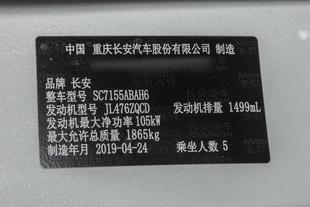 中国 重庆长安汽车股份有限公司 制造
品牌 长安
整车型号 SC7155ABAH6
发动机型号 JL476ZQCD 发动机排量 1499mL
发动机最大净功率 105kW
最大允许总质量 1865kg
制造年月 2019-04-24 乘坐人数 5